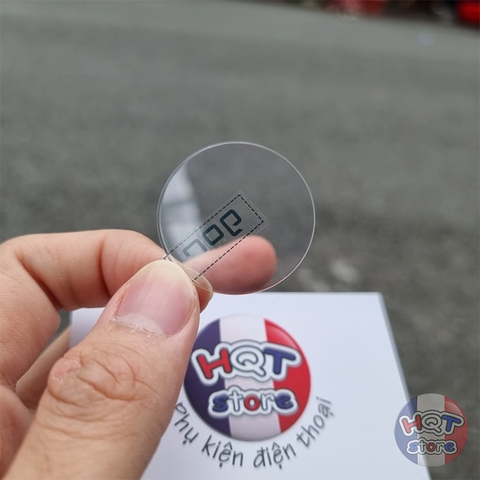 HQT
store
Phụ kiện điện thoại
HQT
store